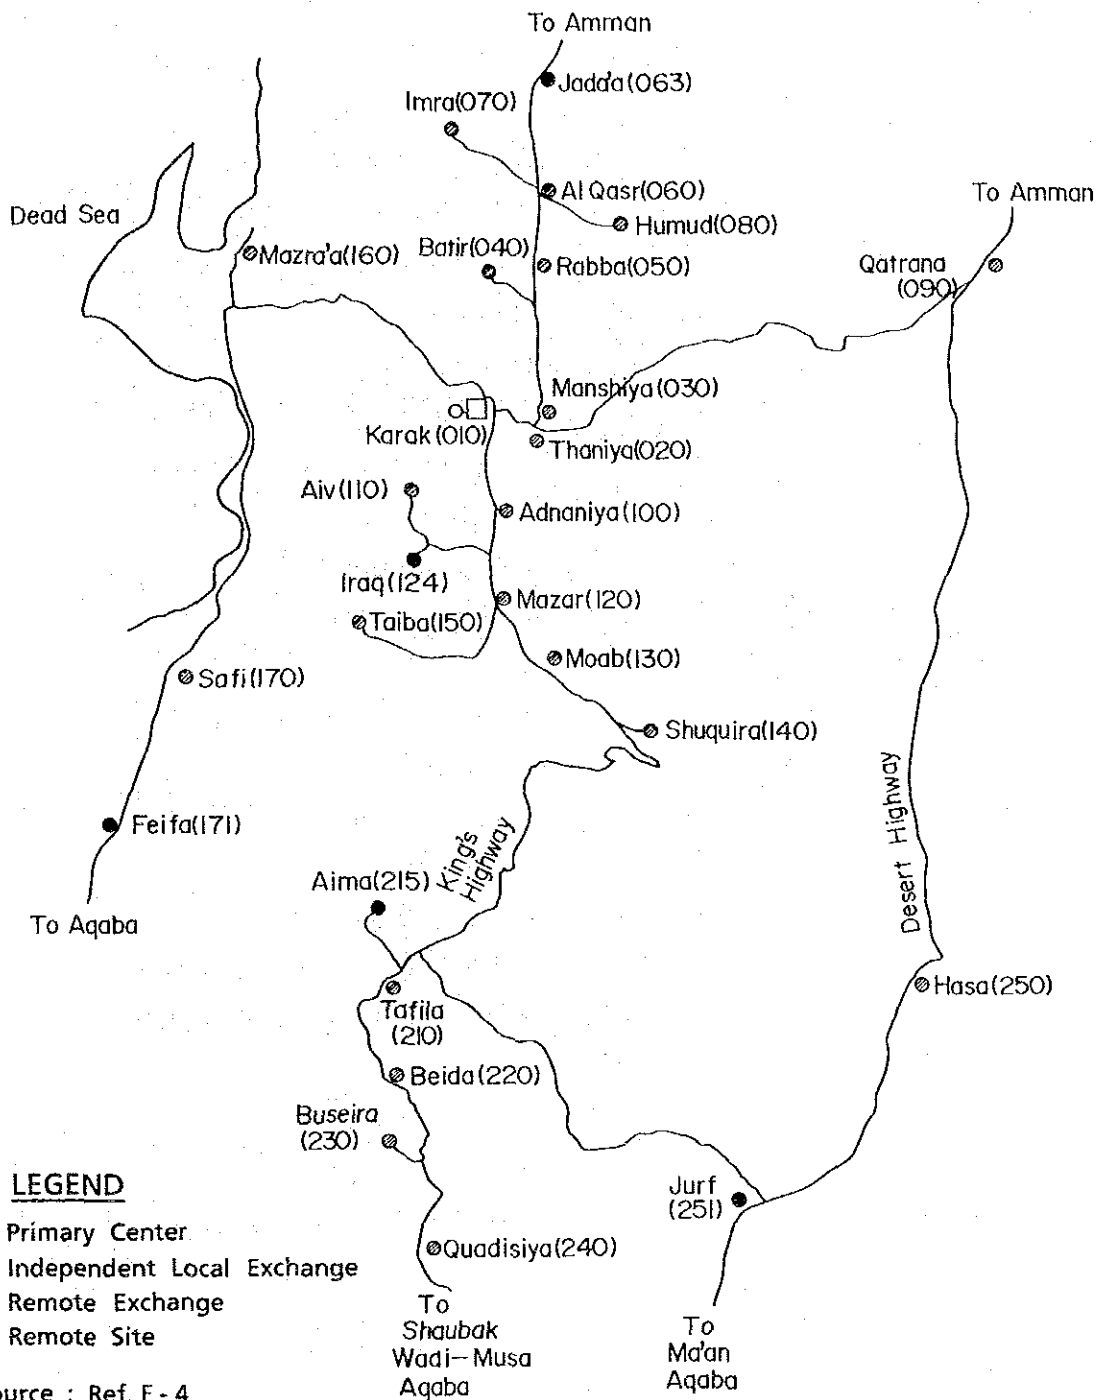 To Amman
Jada'a(063)
Imra(070)
Al Qasr(060)
To Amman
Dead Sea
Humud(080)
Batir(040)
Mazra'a(160)
Rabba(050)
Qatrana
(090)
Manshiya(030)
Karak(010)
Thaniya(020)
Aiv(110)
Adnaniya(100)
Iraq(124)
Mazar(120)
Taiba(150)
Moab(130)
Safi(170)
Shuquira(140)
Feifa(171)
King's
Highway
Desert Highway
Aima(215)
To Aqaba
Hasa(250)
Tafila
(210)
Beida(220)
Buseira
(230)
LEGEND
Jurf
(251)
Primary Center
Independent Local Exchange
Quadisiya(240)
Remote Exchange
Remote Site
To
Shaubak
Wadi-Musa
Aqaba
To
Ma'an
Aqaba
ource : Ref. F-4